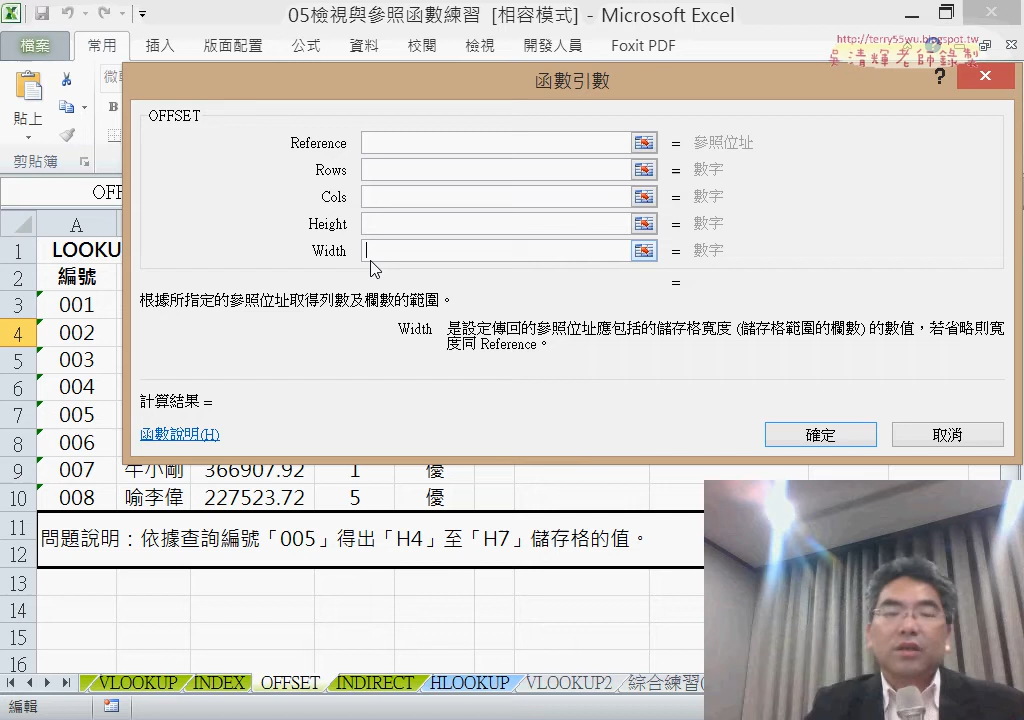 05檢視與參照函數練習 [相容模式] - Microsoft Excel
檔案 常用 插入 版面配置 公式 資料 校閱 檢視 開發人員 Foxit PDF
http://terry55wu.blogspot.tw
吳清輝老師錄製
貼上
剪貼簿
B
函數引數
OFFSET
Reference = 參照位址
Rows = 數字
Cols = 數字
Height = 數字
Width = 數字
=
根據所指定的參照位址取得列數及欄數的範圍。
Width 是設定傳回的參照位址應包括的儲存格寬度 (儲存格範圍的欄數) 的數值，若省略則寬
度同 Reference。
計算結果 =
函數說明(H)
確定 取消
A
1 LOOKU
2 編號
3 001
4 002
5 003
6 004
7 005
8 006
9 007 牛小剛 366907.92 1 優
10 008 喻李偉 227523.72 5 優
11
12
問題說明：依據查詢編號「005」得出「H4」至「H7」儲存格的值。
13
14
15
16
VLOOKUP INDEX OFFSET INDIRECT HLOOKUP VLOOKUP2 綜合練習(
編輯